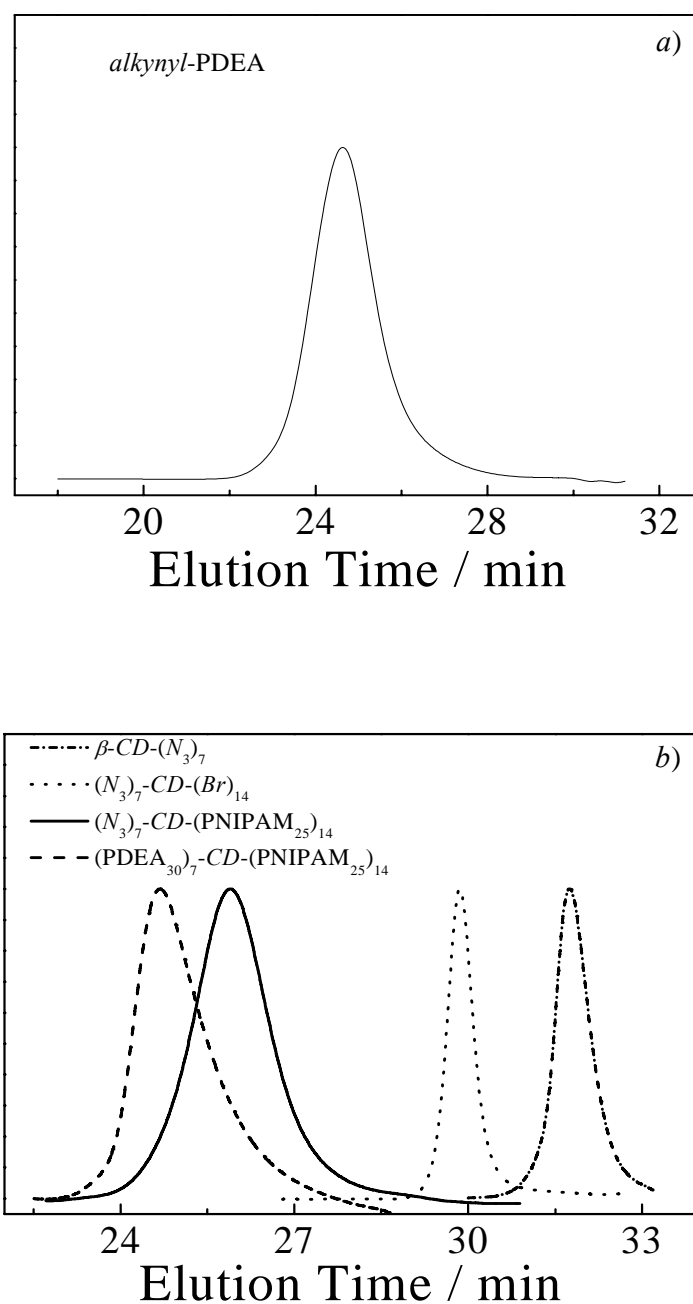 a)
alkynyl-PDEA
20 24 28 32
Elution Time / min
b)
β-CD-(N₃)₇
(N₃)₇-CD-(Br)₁₄
(N₃)₇-CD-(PNIPAM₂₅)₁₄
(PDEA₃₀)₇-CD-(PNIPAM₂₅)₁₄
24 27 30 33
Elution Time / min